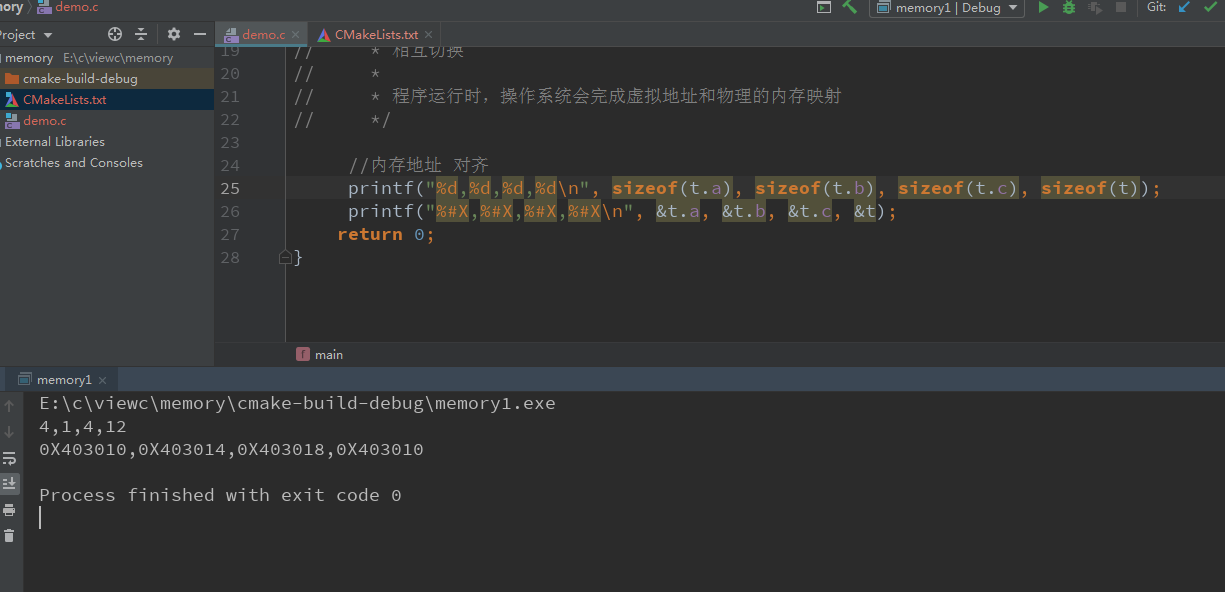 mory demo.c memory1 | Debug Git:
Project demo.c CMakeLists.txt
memory E:\c\viewc\memory
cmake-build-debug
CMakeLists.txt
demo.c
External Libraries
Scratches and Consoles
19 // * 相互切换
20 // *
21 // * 程序运行时，操作系统会完成虚拟地址和物理的内存映射
22 // */
23
24 //内存地址 对齐
25 printf("%d,%d,%d,%d\n", sizeof(t.a), sizeof(t.b), sizeof(t.c), sizeof(t));
26 printf("%#X,%#X,%#X,%#X\n", &t.a, &t.b, &t.c, &t);
27 return 0;
28 }
f main
memory1
E:\c\viewc\memory\cmake-build-debug\memory1.exe
4,1,4,12
0X403010,0X403014,0X403018,0X403010
Process finished with exit code 0